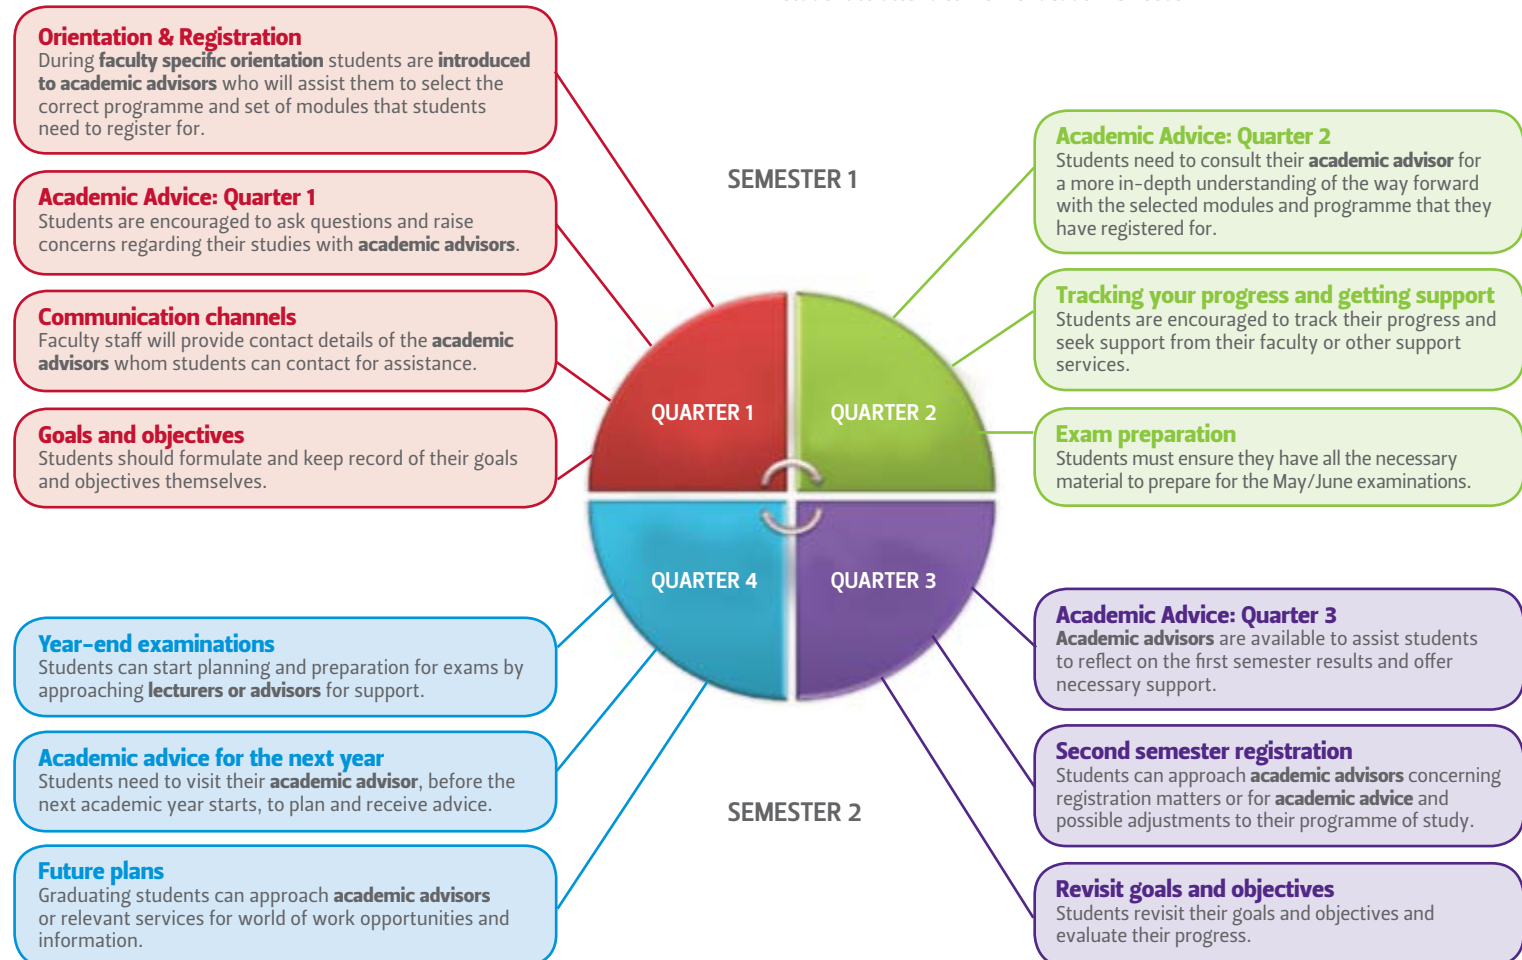 Orientation & Registration
During faculty specific orientation students are introduced
to academic advisors who will assist them to select the
correct programme and set of modules that students
need to register for.
Academic Advice: Quarter 1
Students are encouraged to ask questions and raise
concerns regarding their studies with academic advisors.
Communication channels
Faculty staff will provide contact details of the academic
advisors whom students can contact for assistance.
Goals and objectives
Students should formulate and keep record of their goals
and objectives themselves.
SEMESTER 1
Academic Advice: Quarter 2
Students need to consult their academic advisor for
a more in-depth understanding of the way forward
with the selected modules and programme that they
have registered for.
Tracking your progress and getting support
Students are encouraged to track their progress and
seek support from their faculty or other support
services.
Exam preparation
Students must ensure they have all the necessary
material to prepare for the May/June examinations.
QUARTER 1
QUARTER 2
QUARTER 4
QUARTER 3
Year-end examinations
Students can start planning and preparation for exams by
approaching lecturers or advisors for support.
Academic advice for the next year
Students need to visit their academic advisor, before the
next academic year starts, to plan and receive advice.
Future plans
Graduating students can approach academic advisors
or relevant services for world of work opportunities and
information.
SEMESTER 2
Academic Advice: Quarter 3
Academic advisors are available to assist students
to reflect on the first semester results and offer
necessary support.
Second semester registration
Students can approach academic advisors concerning
registration matters or for academic advice and
possible adjustments to their programme of study.
Revisit goals and objectives
Students revisit their goals and objectives and
evaluate their progress.